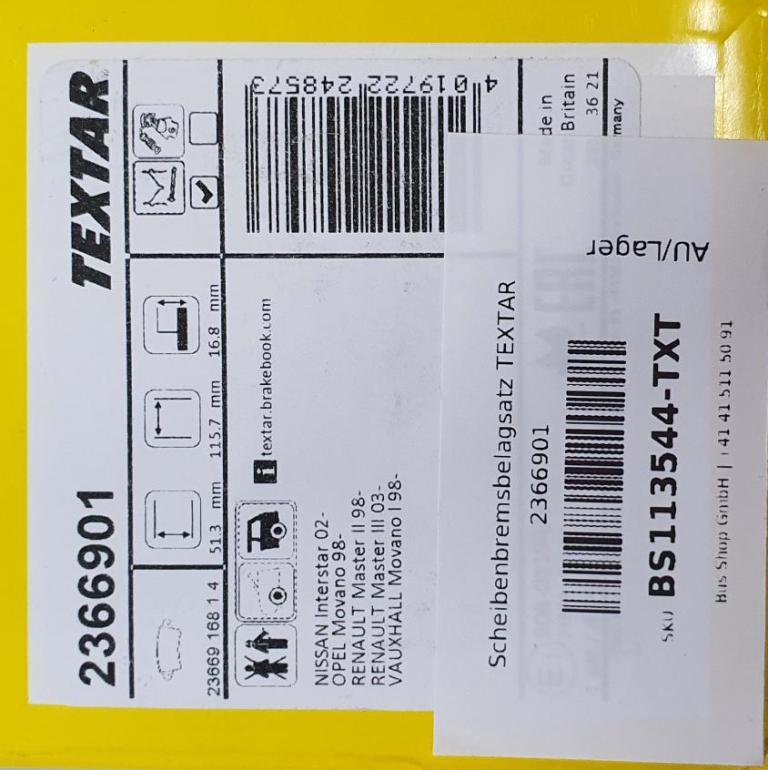 2366901
TEXTAR
23669 168 1 4
51.3 mm
115.7 mm
16.8 mm
i textar.brakebook.com
NISSAN Interstar 02-
OPEL Movano 98-
RENAULT Master II 98-
RENAULT Master III 03-
VAUXHALL Movano I 98-
4 019722 248573
de in
Britain
36 21
many
Scheibenbremsbelagsatz TEXTAR
2366901
AU/Lager
SKU BS113544-TXT
Bus Shop GmbH | +41 41 511 50 91